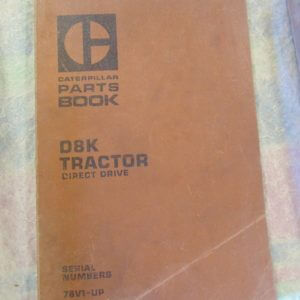 CATERPILLAR
PARTS
BOOK
D8K
TRACTOR
DIRECT DRIVE
SERIAL
NUMBERS
76V1-UP